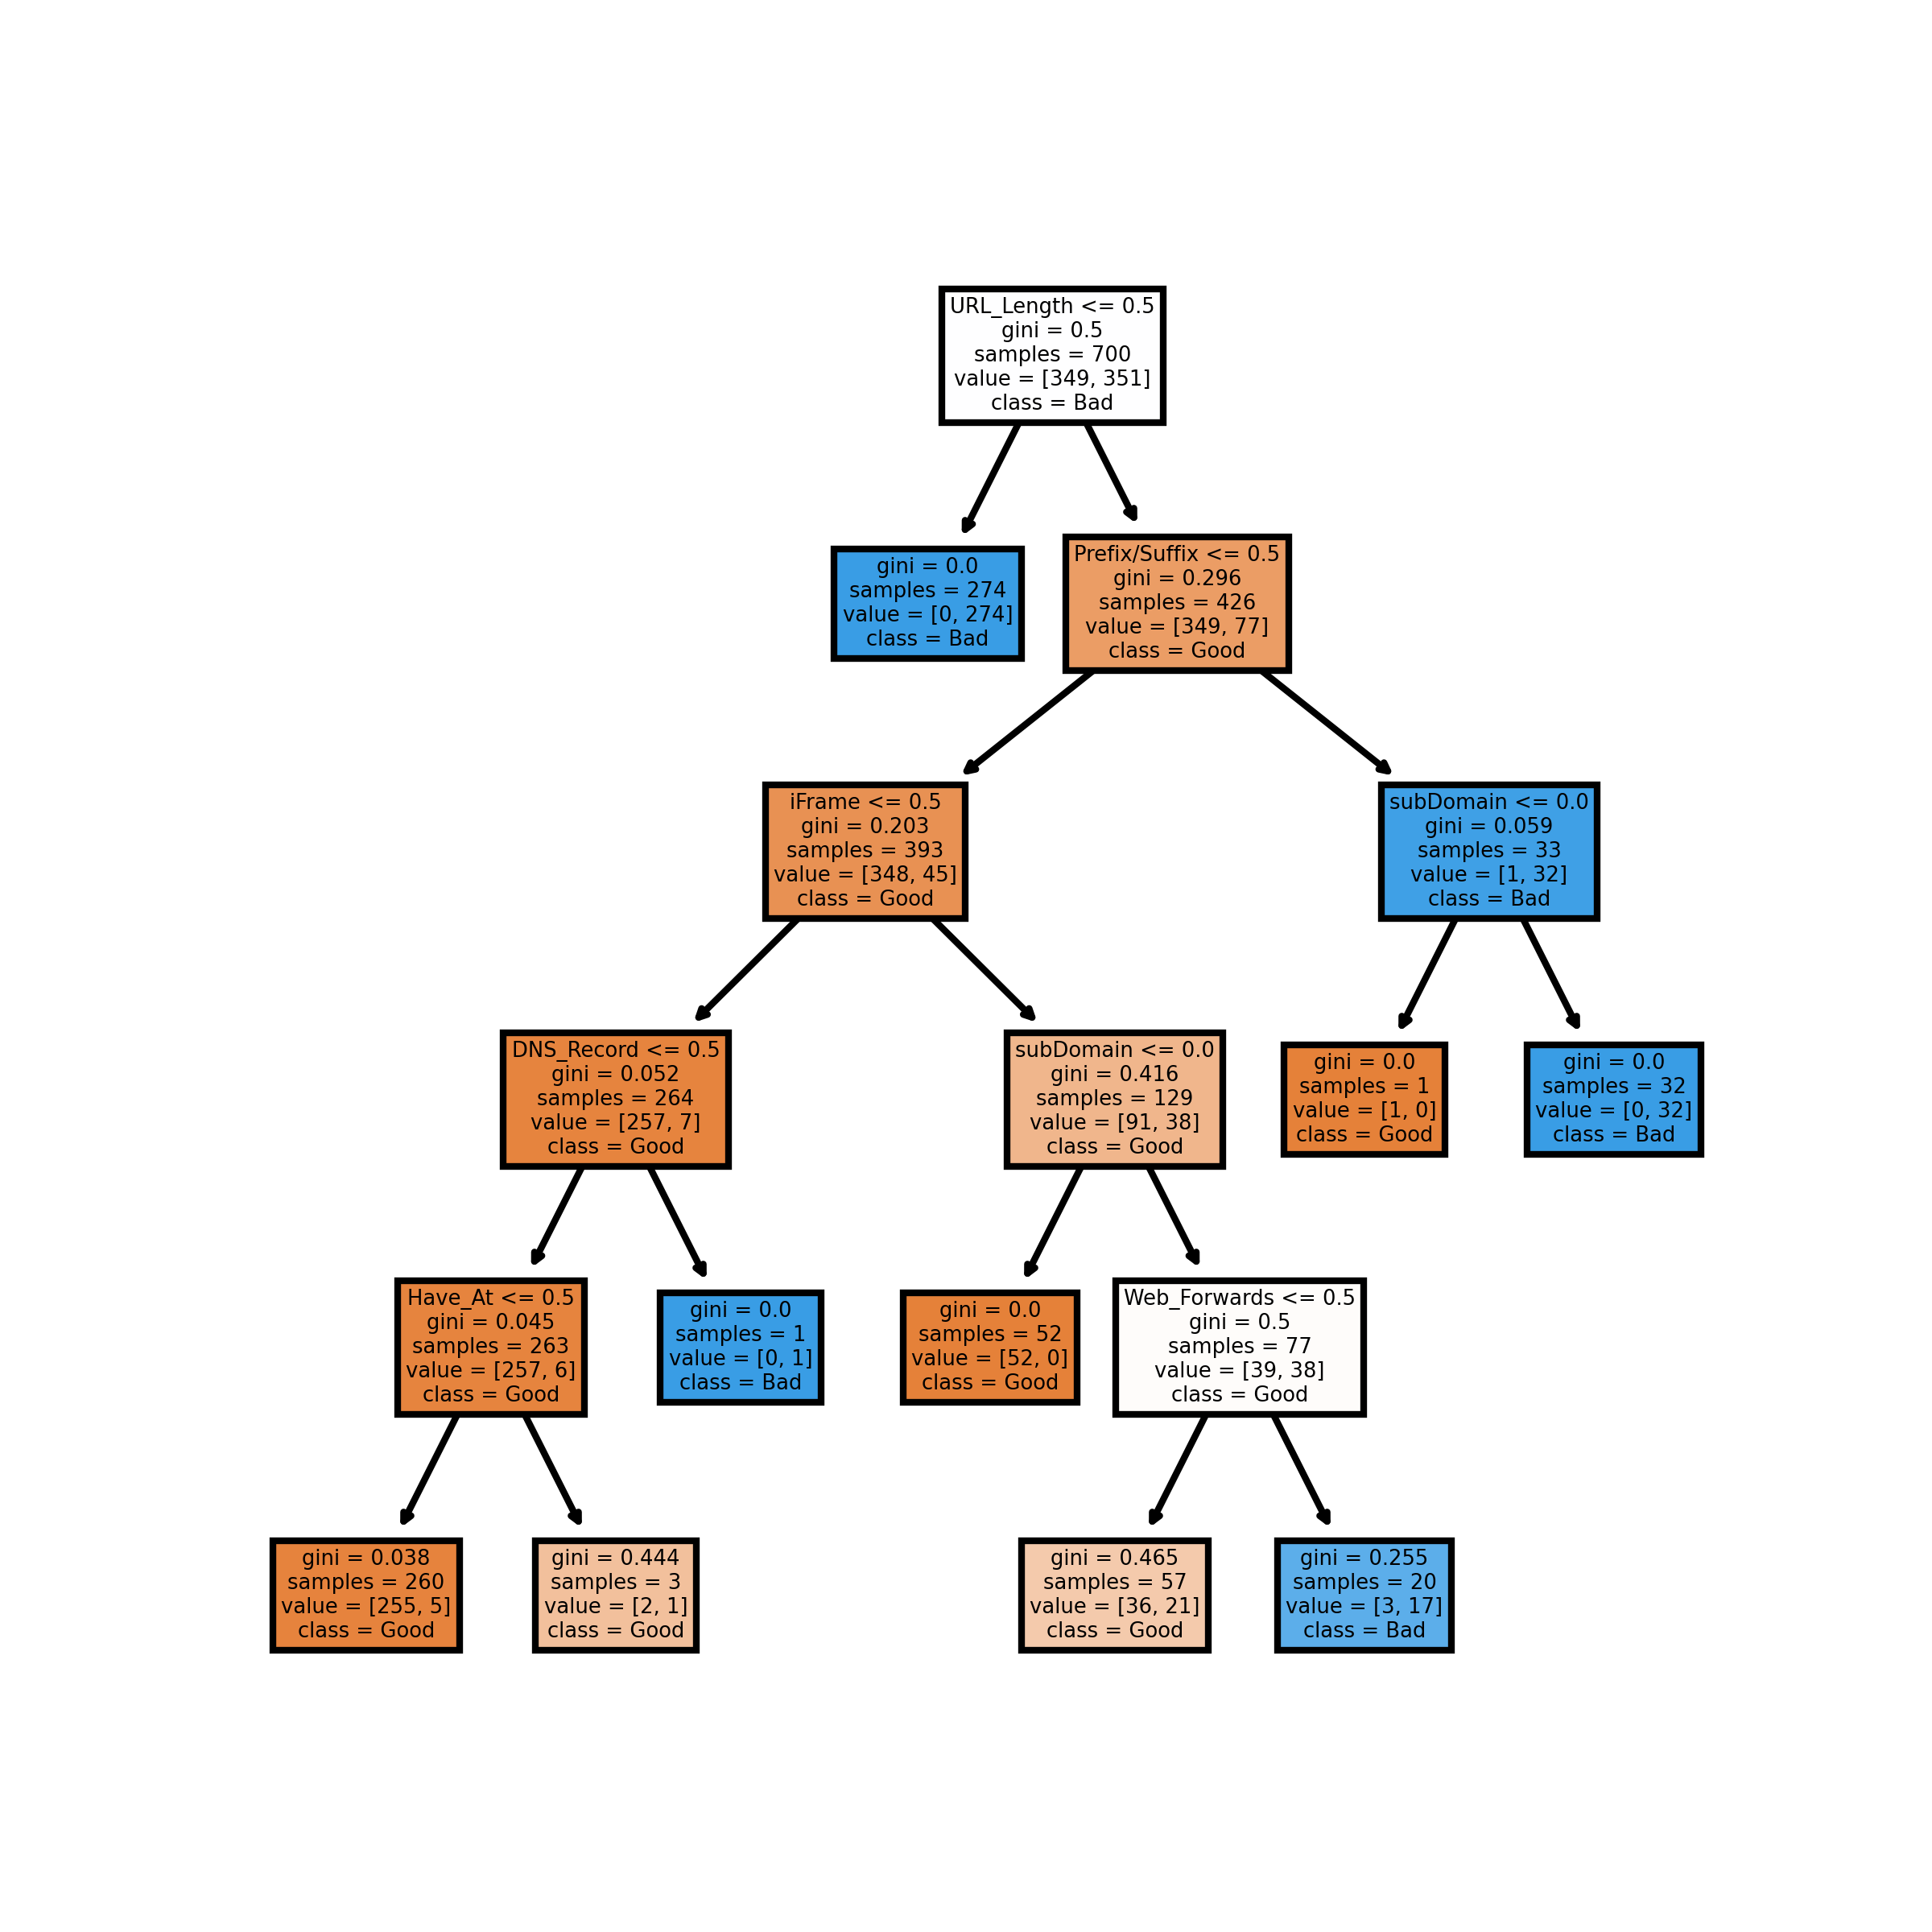 URL_Length <= 0.5
gini = 0.5
samples = 700
value = [349, 351]
class = Bad
gini = 0.0
samples = 274
value = [0, 274]
class = Bad
Prefix/Suffix <= 0.5
gini = 0.296
samples = 426
value = [349, 77]
class = Good
iFrame <= 0.5
gini = 0.203
samples = 393
value = [348, 45]
class = Good
subDomain <= 0.0
gini = 0.059
samples = 33
value = [1, 32]
class = Bad
DNS_Record <= 0.5
gini = 0.052
samples = 264
value = [257, 7]
class = Good
subDomain <= 0.0
gini = 0.416
samples = 129
value = [91, 38]
class = Good
gini = 0.0
samples = 1
value = [1, 0]
class = Good
gini = 0.0
samples = 32
value = [0, 32]
class = Bad
Have_At <= 0.5
gini = 0.045
samples = 263
value = [257, 6]
class = Good
gini = 0.0
samples = 1
value = [0, 1]
class = Bad
gini = 0.0
samples = 52
value = [52, 0]
class = Good
Web_Forwards <= 0.5
gini = 0.5
samples = 77
value = [39, 38]
class = Good
gini = 0.038
samples = 260
value = [255, 5]
class = Good
gini = 0.444
samples = 3
value = [2, 1]
class = Good
gini = 0.465
samples = 57
value = [36, 21]
class = Good
gini = 0.255
samples = 20
value = [3, 17]
class = Bad